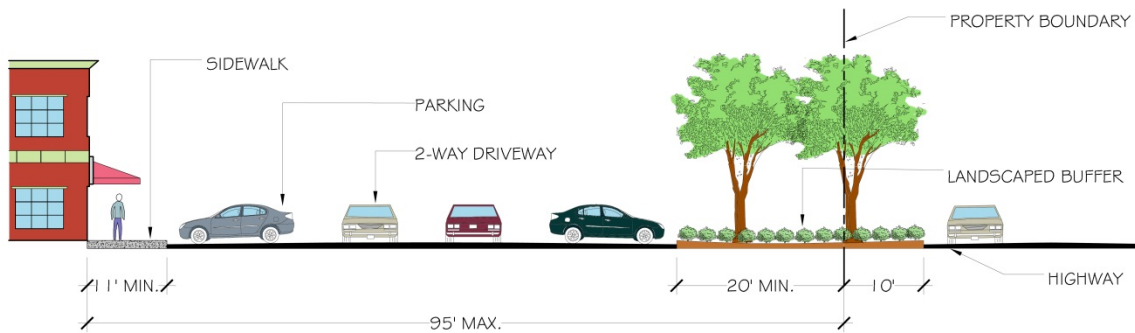 PROPERTY BOUNDARY
SIDEWALK
PARKING
2-WAY DRIVEWAY
LANDSCAPED BUFFER
HIGHWAY
11' MIN.
20' MIN.
10'
95' MAX.